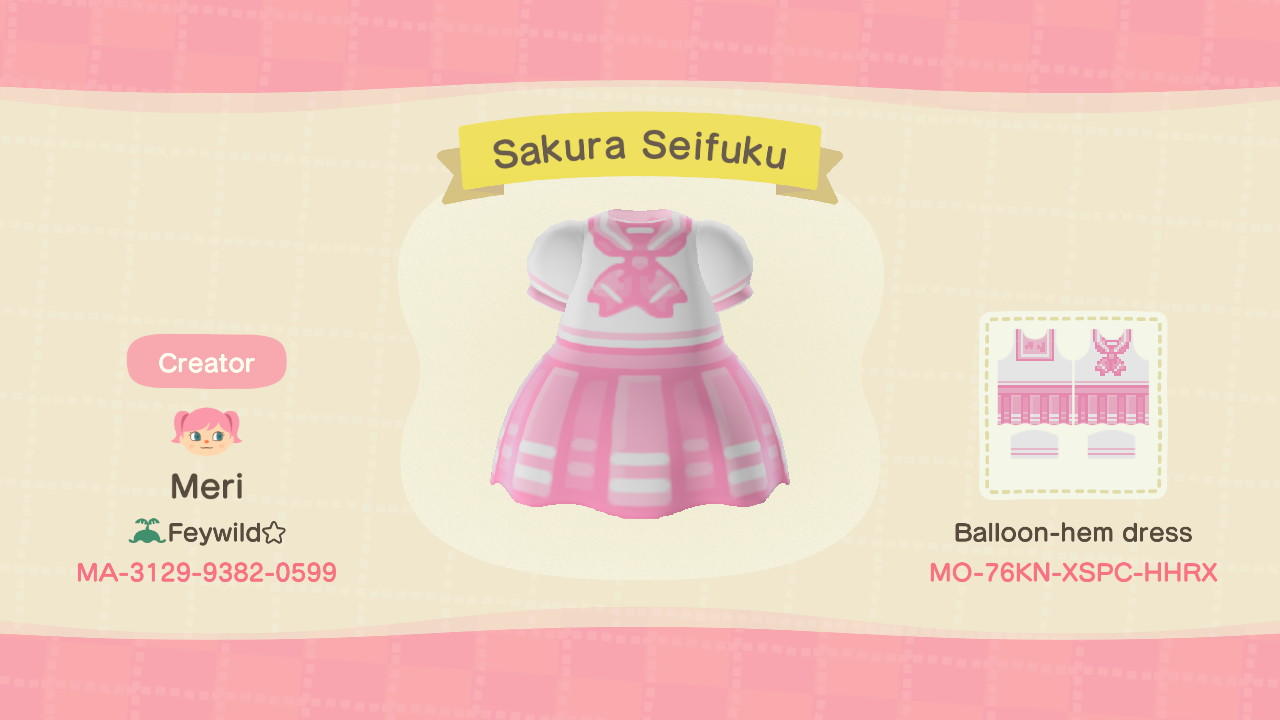 Sakura Seifuku
Creator
Meri
Feywild☆
MA-3129-9382-0599
Balloon-hem dress
MO-76KN-XSPC-HHRX